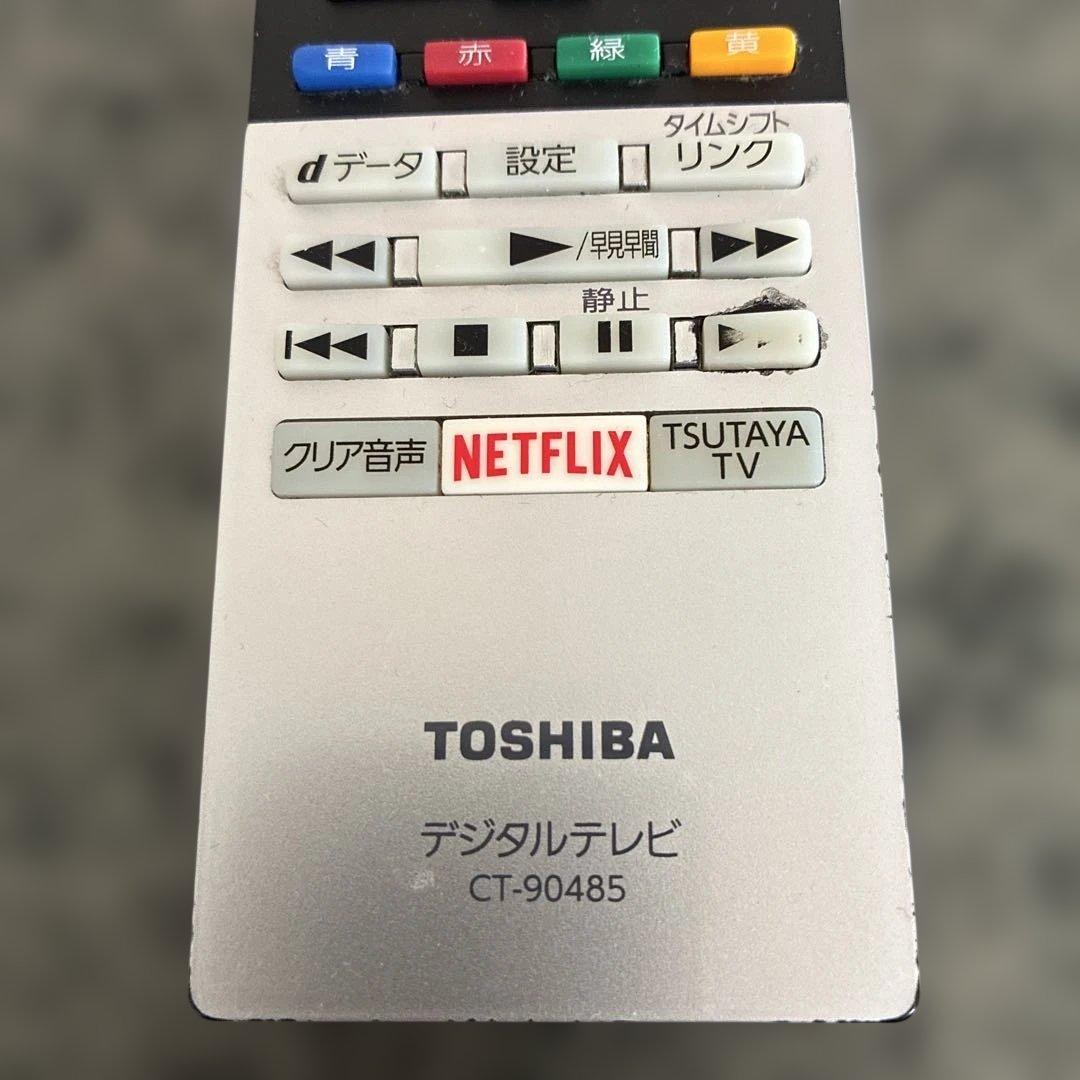 青 赤 緑 黄
タイムシフト
dデータ 設定 リンク
/早見早聞
静止
クリア音声 NETFLIX TSUTAYA
TV
TOSHIBA
デジタルテレビ
CT-90485